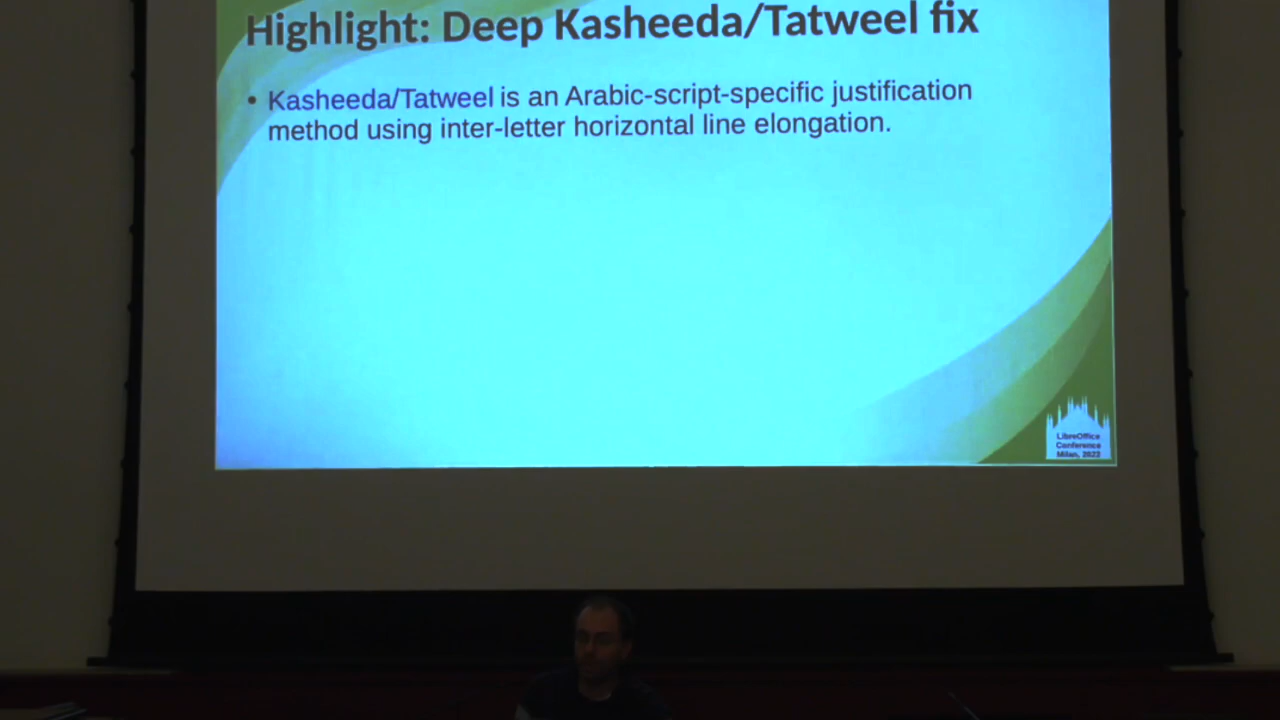 Highlight: Deep Kasheeda/Tatweel fix
• Kasheeda/Tatweel is an Arabic-script-specific justification
method using inter-letter horizontal line elongation.
LibreOffice
Conference
Milan, 2022